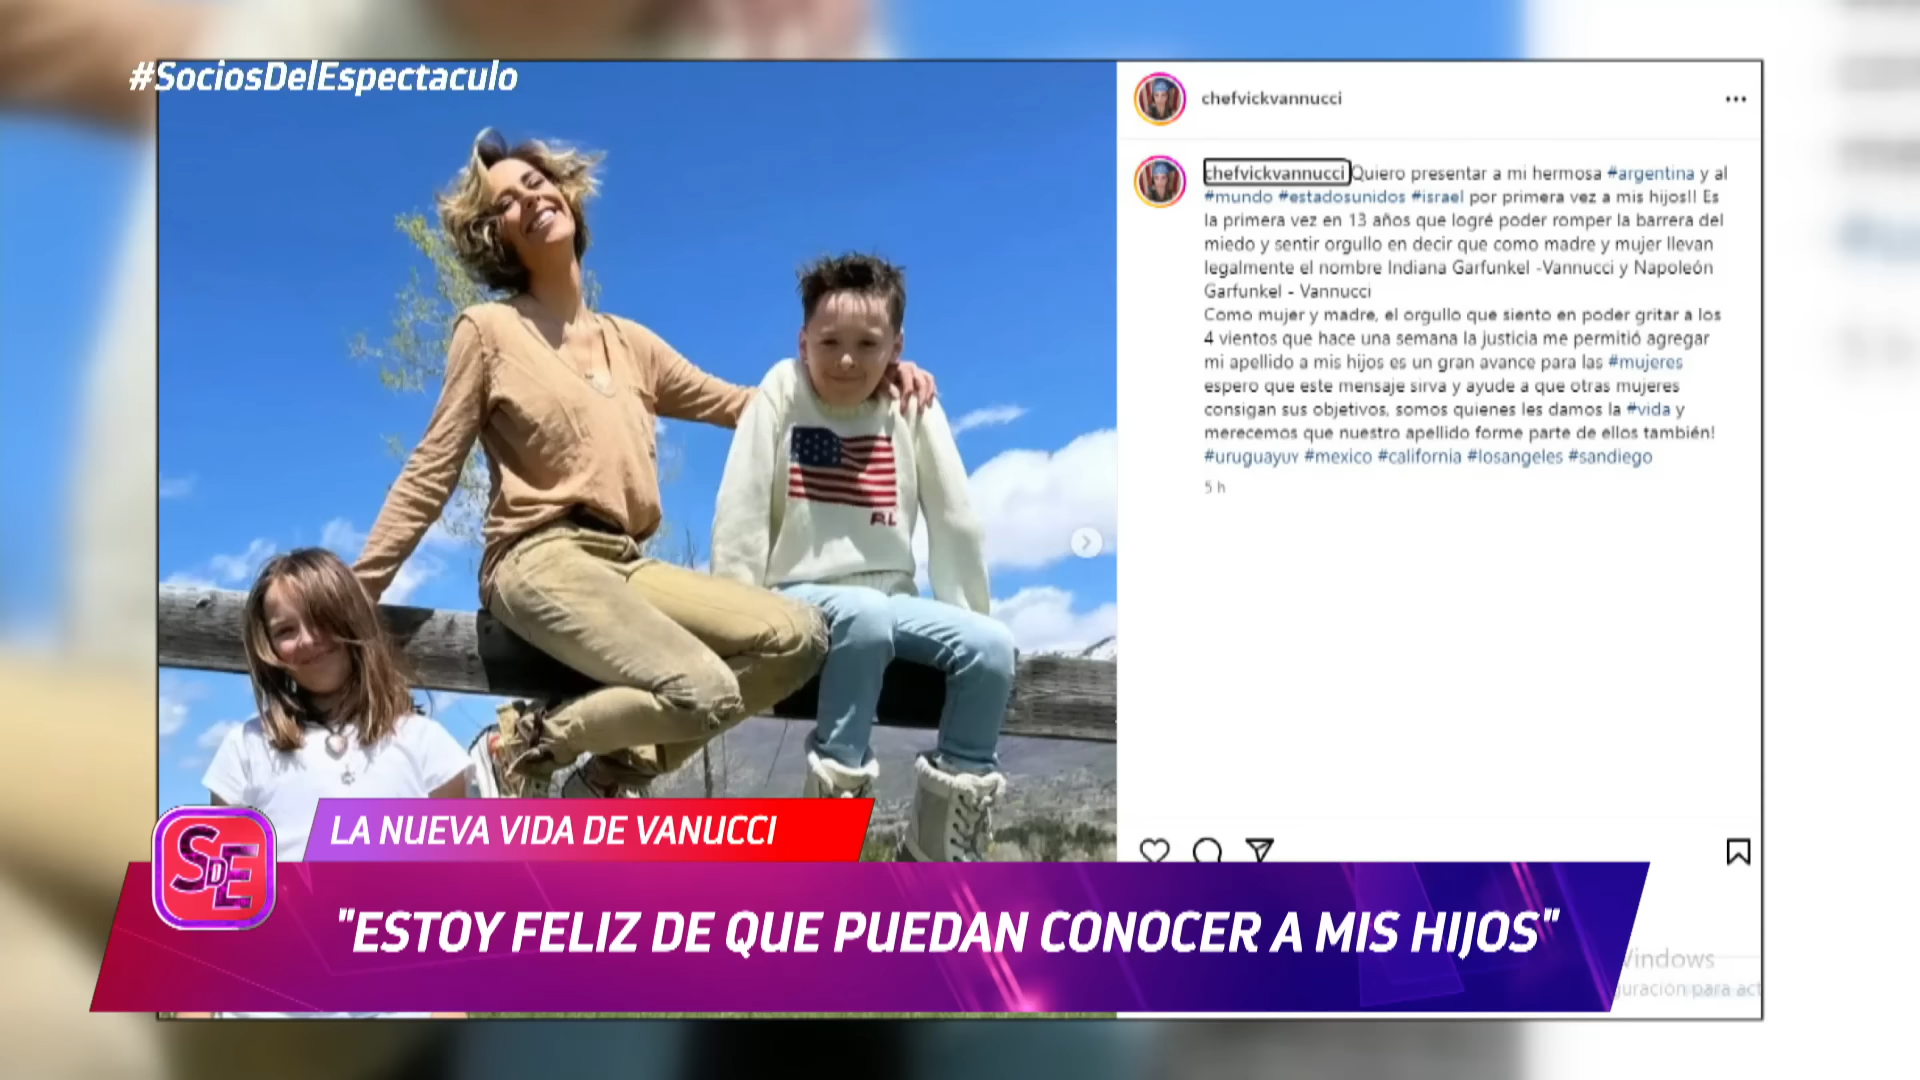 #SociosDelEspectaculo
chefvickvannucci
chefvickvannucci Quiero presentar a mi hermosa #argentina y al
#mundo #estadosunidos #israel por primera vez a mis hijos!! Es
la primera vez en 13 años que logré poder romper la barrera del
miedo y sentir orgullo en decir que como madre y mujer llevan
legalmente el nombre Indiana Garfunkel -Vannucci y Napoleón
Garfunkel - Vannucci
Como mujer y madre, el orgullo que siento en poder gritar a los
4 vientos que hace una semana la justicia me permitió agregar
mi apellido a mis hijos es un gran avance para las #mujeres
espero que este mensaje sirva y ayude a que otras mujeres
consigan sus objetivos, somos quienes les damos la #vida y
merecemos que nuestro apellido forme parte de ellos también!
#uruguayuy #mexico #california #losangeles #sandiego
5 h
RL
LA NUEVA VIDA DE VANUCCI
SDE
"ESTOY FELIZ DE QUE PUEDAN CONOCER A MIS HIJOS"
Windows
para act